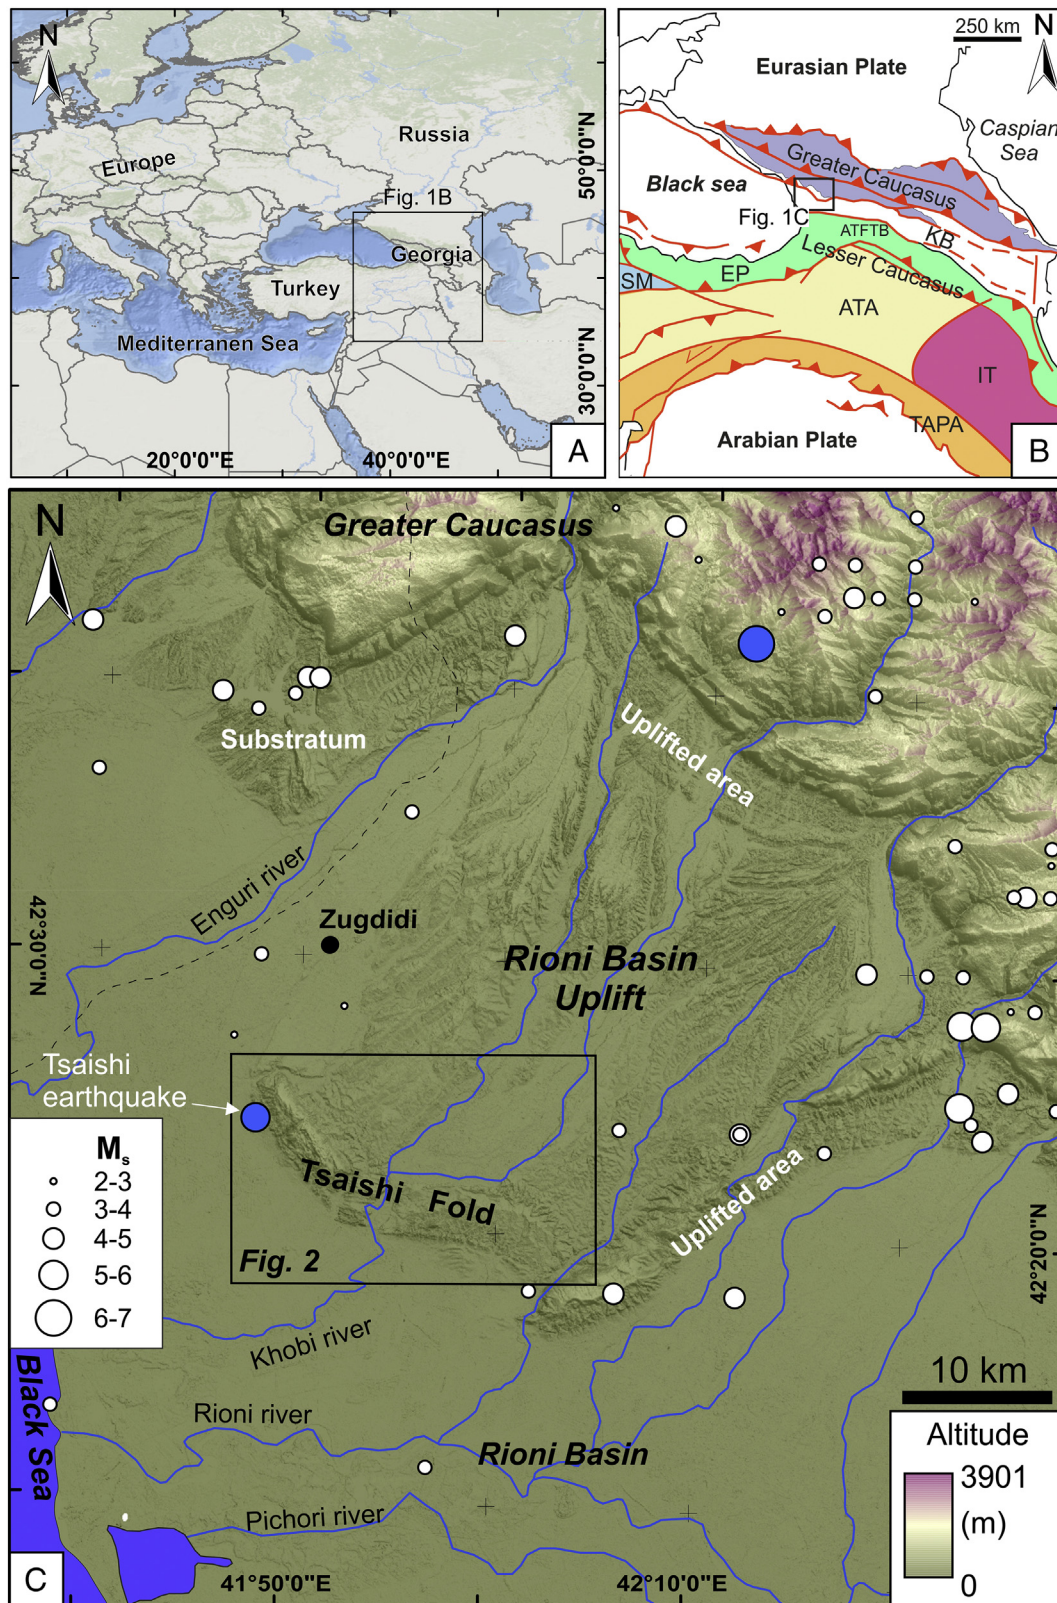 N
Russia
Europe
Fig. 1B
Georgia
Turkey
Mediterranen Sea
50°0'0"N
30°0'0"N
20°0'0"E
40°0'0"E
A
250 km
N
Eurasian Plate
Caspian
Sea
Black sea
Greater Caucasus
Fig. 1C
ATFTB
KB
Lesser Caucasus
SM
EP
ATA
IT
TAPA
Arabian Plate
B
N
Greater Caucasus
Substratum
Uplifted area
Enguri river
Zugdidi
42°30'0"N
Rioni Basin
Uplift
Tsaishi
earthquake
Ms
2-3
3-4
4-5
5-6
6-7
Tsaishi Fold
Fig. 2
Uplifted area
42°20'0"N
Khobi river
10 km
Black Sea
Rioni river
Rioni Basin
Pichori river
Altitude
3901
(m)
0
C
41°50'0"E
42°10'0"E